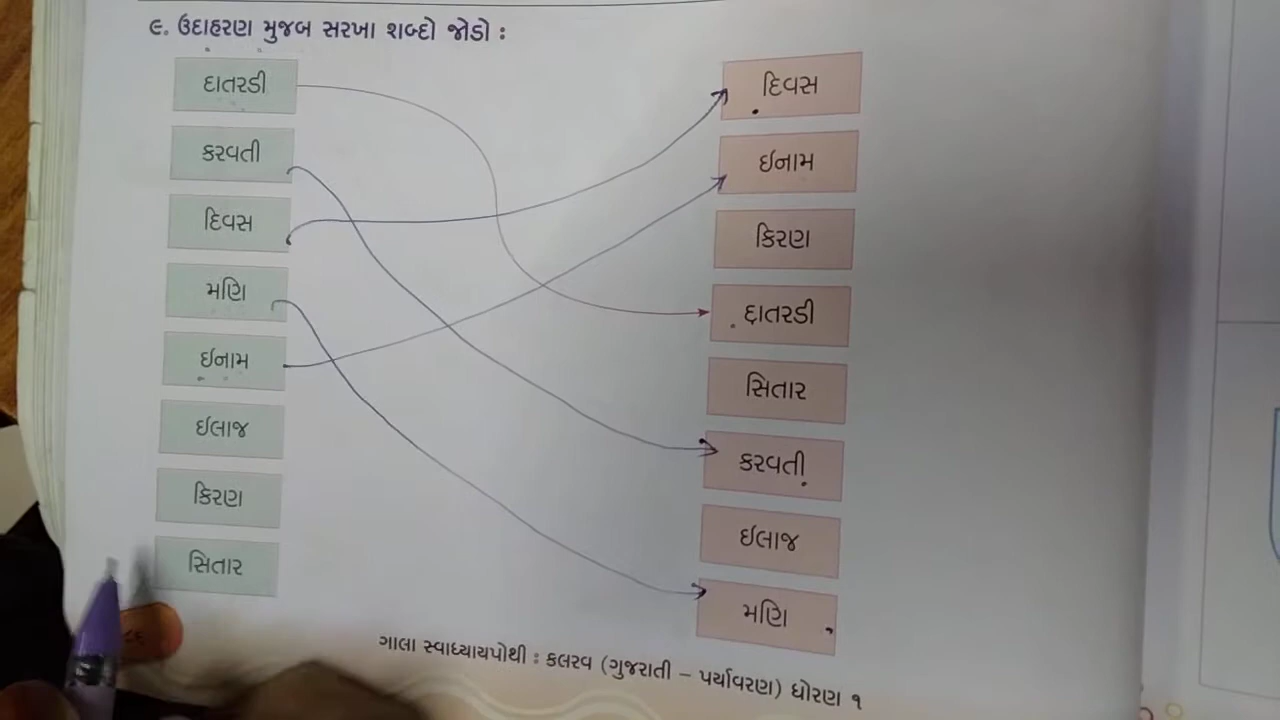 ૯. ઉદાહરણ મુજબ સરખા શબ્દો જોડો :
દાતરડી
કરવતી
દિવસ
મણિ
ઈનામ
ઈલાજ
કિરણ
સિતાર
દિવસ
ઈનામ
કિરણ
દાતરડી
સિતાર
કરવતી
ઈલાજ
મણિ
ગાલા સ્વાધ્યાયપોથી : કલરવ (ગુજરાતી – પર્યાવરણ) ધોરણ ૧